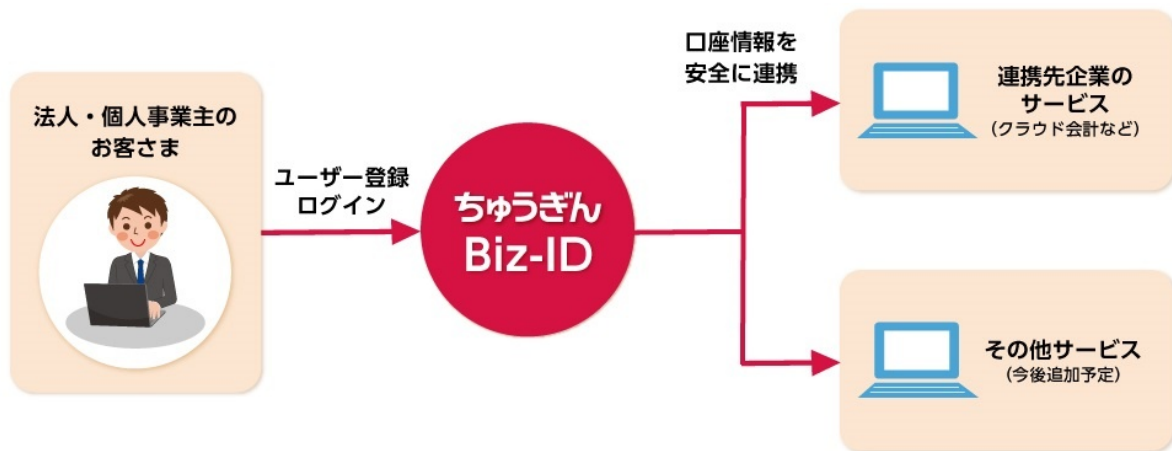 法人・個人事業主の
お客さま
ユーザー登録
ログイン
ちゅうぎん
Biz-ID
口座情報を
安全に連携
連携先企業の
サービス
(クラウド会計など)
その他サービス
(今後追加予定)